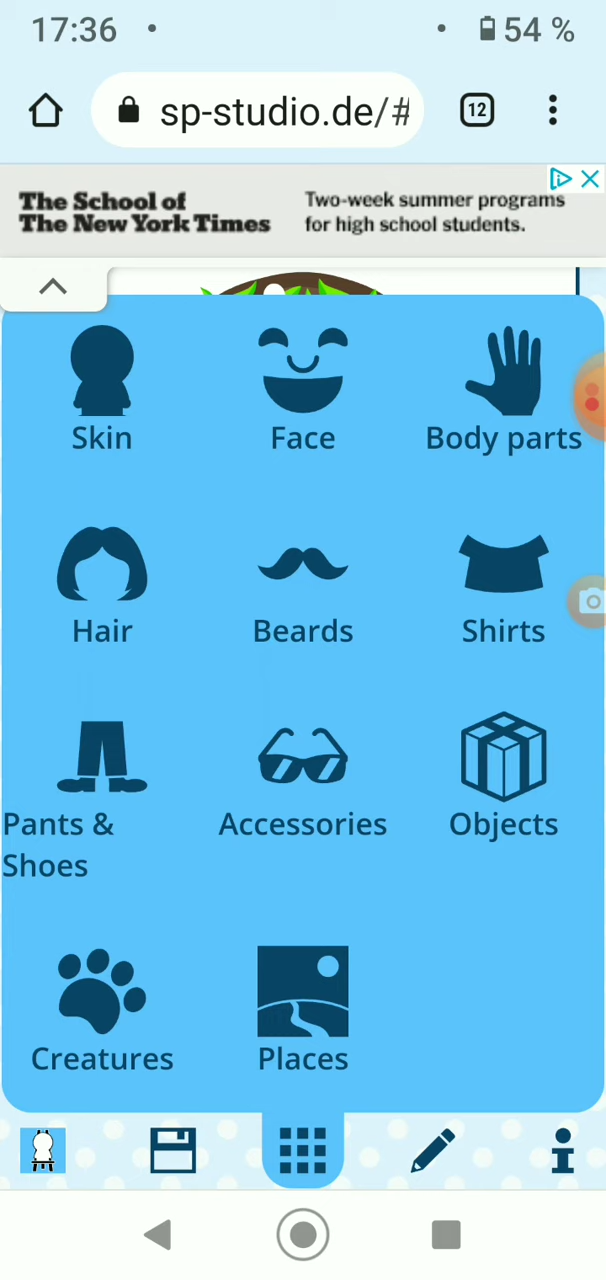 17:36
54 %
sp-studio.de/#
12
The School of
The New York Times
Two-week summer programs
for high school students.
Skin
Face
Body parts
Hair
Beards
Shirts
Pants &
Shoes
Accessories
Objects
Creatures
Places